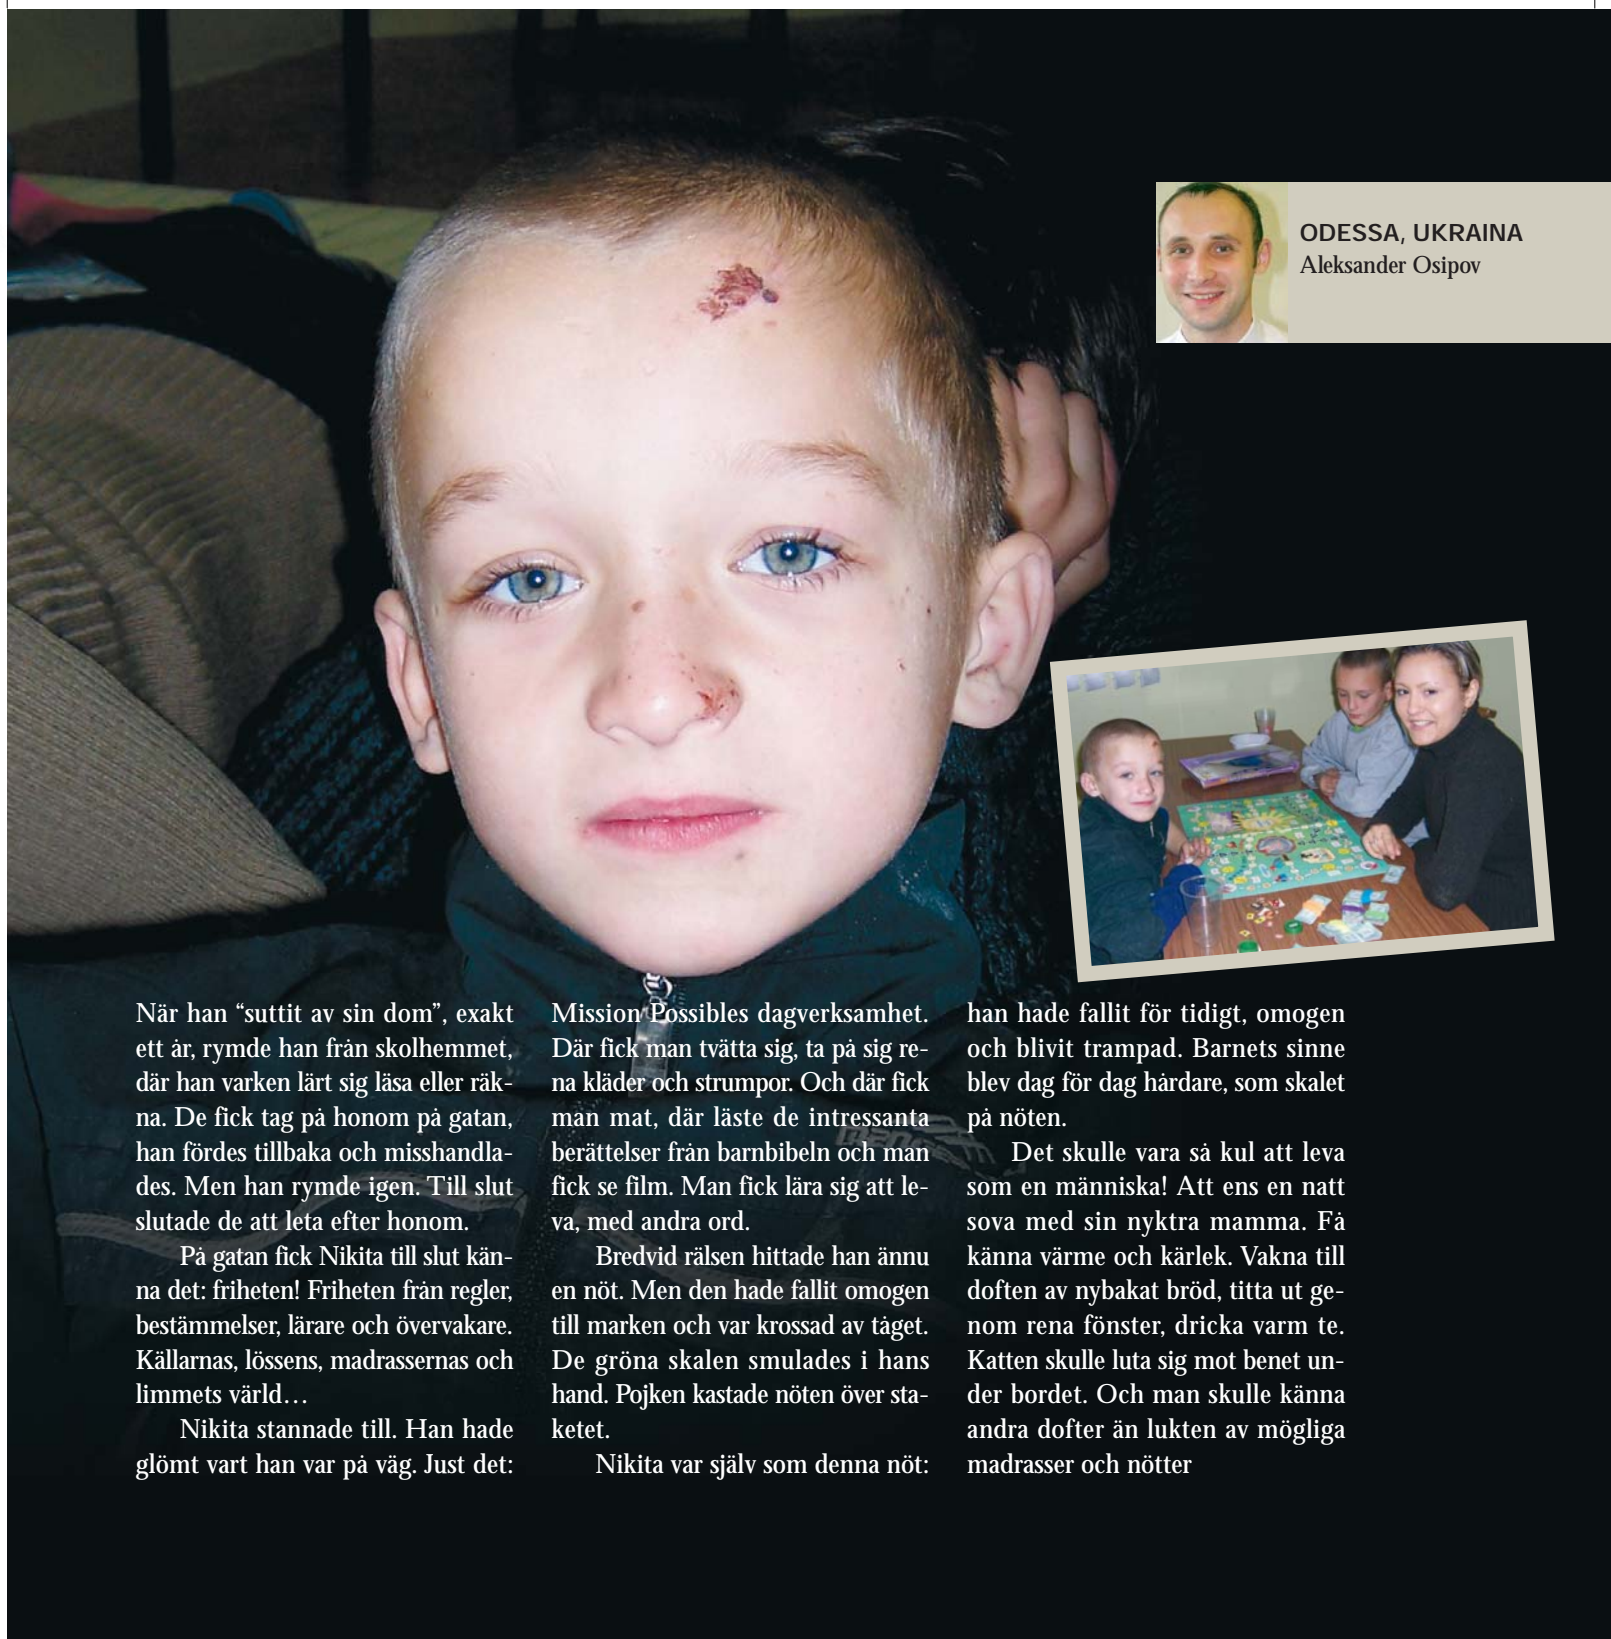 ODESSA, UKRAINA
Aleksander Osipov
När han “suttit av sin dom”, exakt
ett år, rymde han från skolhemmet,
där han varken lärt sig läsa eller räk-
na. De fick tag på honom på gatan,
han fördes tillbaka och misshandla-
des. Men han rymde igen. Till slut
slutade de att leta efter honom.
På gatan fick Nikita till slut kän-
na det: friheten! Friheten från regler,
bestämmelser, lärare och övervakare.
Källarnas, lössens, madrassernas och
limmets värld…
Nikita stannade till. Han hade
glömt vart han var på väg. Just det:
Mission Possibles dagverksamhet.
Där fick man tvätta sig, ta på sig re-
na kläder och strumpor. Och där fick
man mat, där läste de intressanta
berättelser från barnbibeln och man
fick se film. Man fick lära sig att le-
va, med andra ord.
Bredvid rälsen hittade han ännu
en nöt. Men den hade fallit omogen
till marken och var krossad av tåget.
De gröna skalen smulades i hans
hand. Pojken kastade nöten över sta-
ketet.
Nikita var själv som denna nöt:
han hade fallit för tidigt, omogen
och blivit trampad. Barnets sinne
blev dag för dag hårdare, som skalet
på nöten.
Det skulle vara så kul att leva
som en människa! Att ens en natt
sova med sin nyktra mamma. Få
känna värme och kärlek. Vakna till
doften av nybakat bröd, titta ut ge-
nom rena fönster, dricka varm te.
Katten skulle luta sig mot benet un-
der bordet. Och man skulle känna
andra dofter än lukten av mögliga
madrasser och nötter